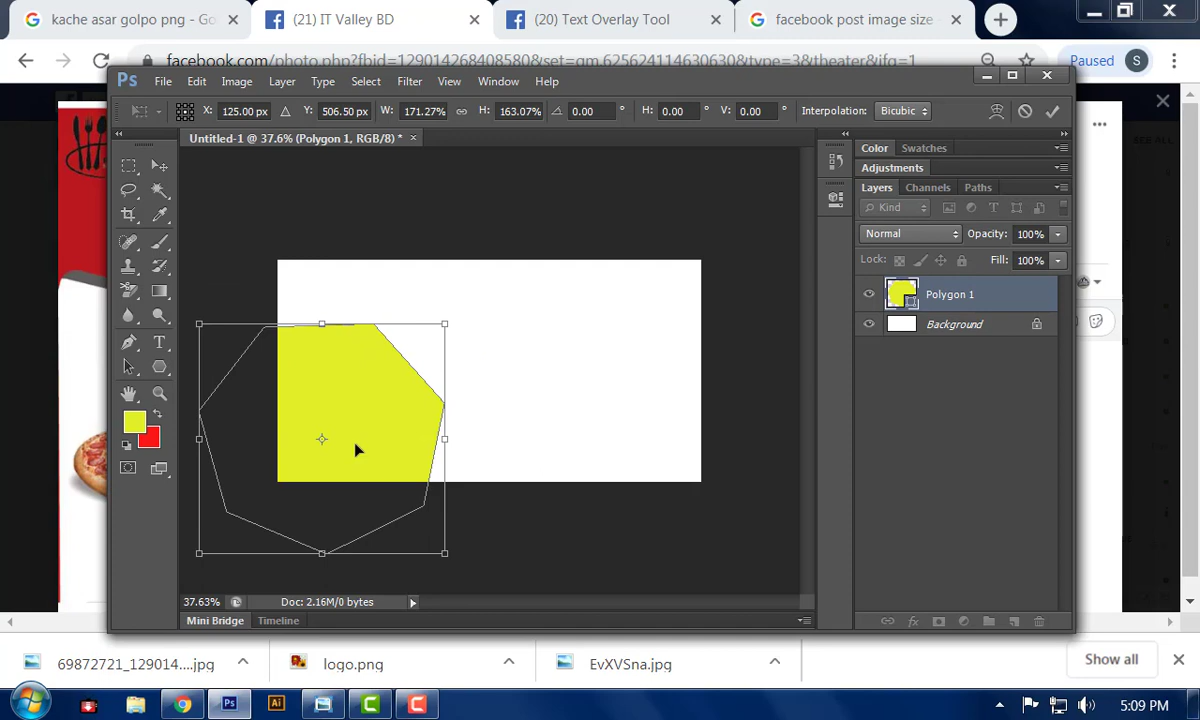 kache asar golpo png - Go
(21) IT Valley BD
(20) Text Overlay Tool
facebook post image size -
facebook.com/photo.php?fbid=129014268408580&set=gm.625624114630630&type=3&theater&ifg=1
Paused
S
Ps
File
Edit
Image
Layer
Type
Select
Filter
View
Window
Help
X: 125.00 px
Y: 506.50 px
W: 171.27%
H: 163.07%
0.00 °
H: 0.00 °
V: 0.00 °
Interpolation: Bicubic
Untitled-1 @ 37.6% (Polygon 1, RGB/8) *
Color
Swatches
Adjustments
Layers
Channels
Paths
Kind
Normal
Opacity: 100%
Lock:
Fill: 100%
Polygon 1
Background
SEE ALL
37.63%
Doc: 2.16M/0 bytes
Mini Bridge
Timeline
69872721_129014....jpg
logo.png
EvXVSna.jpg
Show all
Ps
Ai
5:09 PM